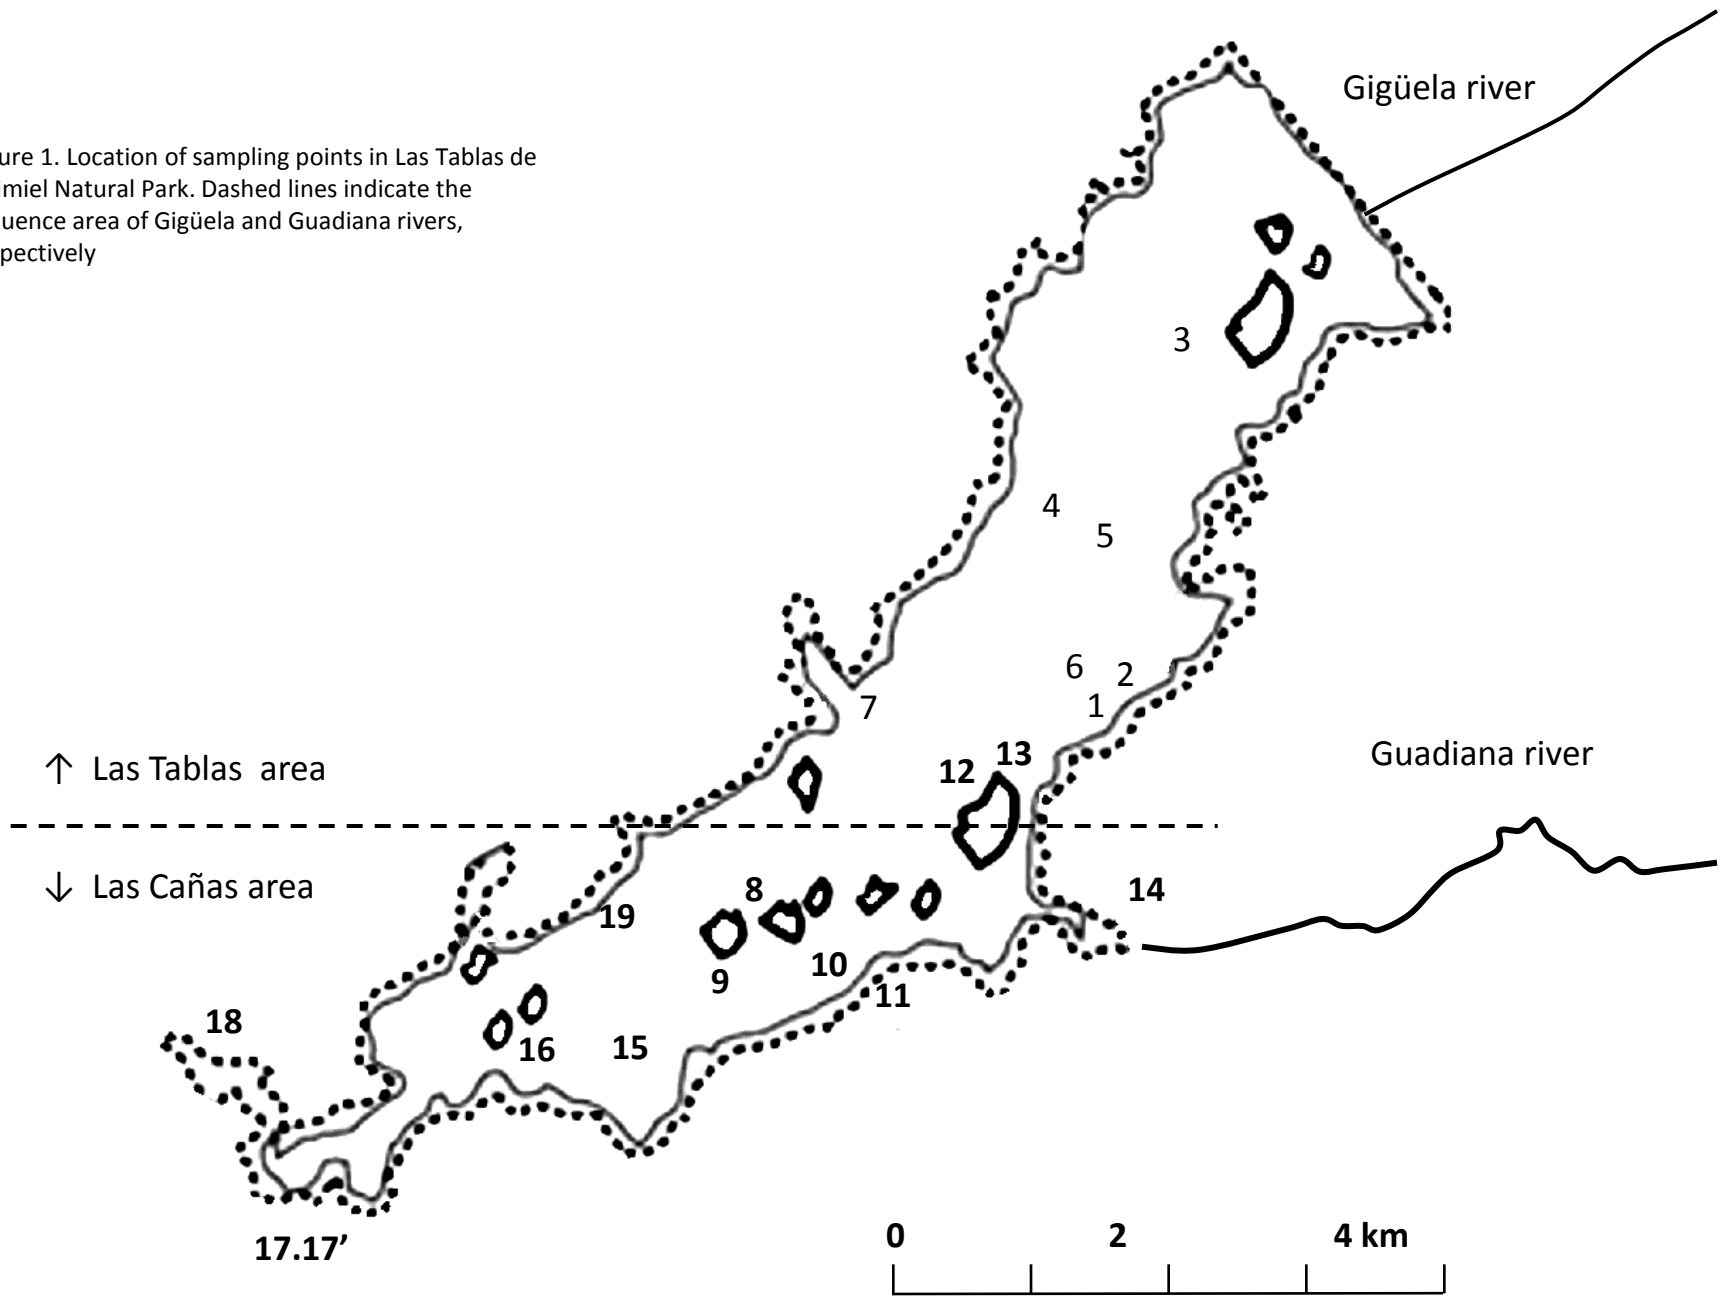 Gigüela river
ure 1. Location of sampling points in Las Tablas de
imiel Natural Park. Dashed lines indicate the
uence area of Gigüela and Guadiana rivers,
pectively
3
4
5
6
2
1
7
13
12
Guadiana river
↑ Las Tablas area
↓ Las Cañas area
8
14
19
10
9
11
18
16
15
17.17’
0 2 4 km